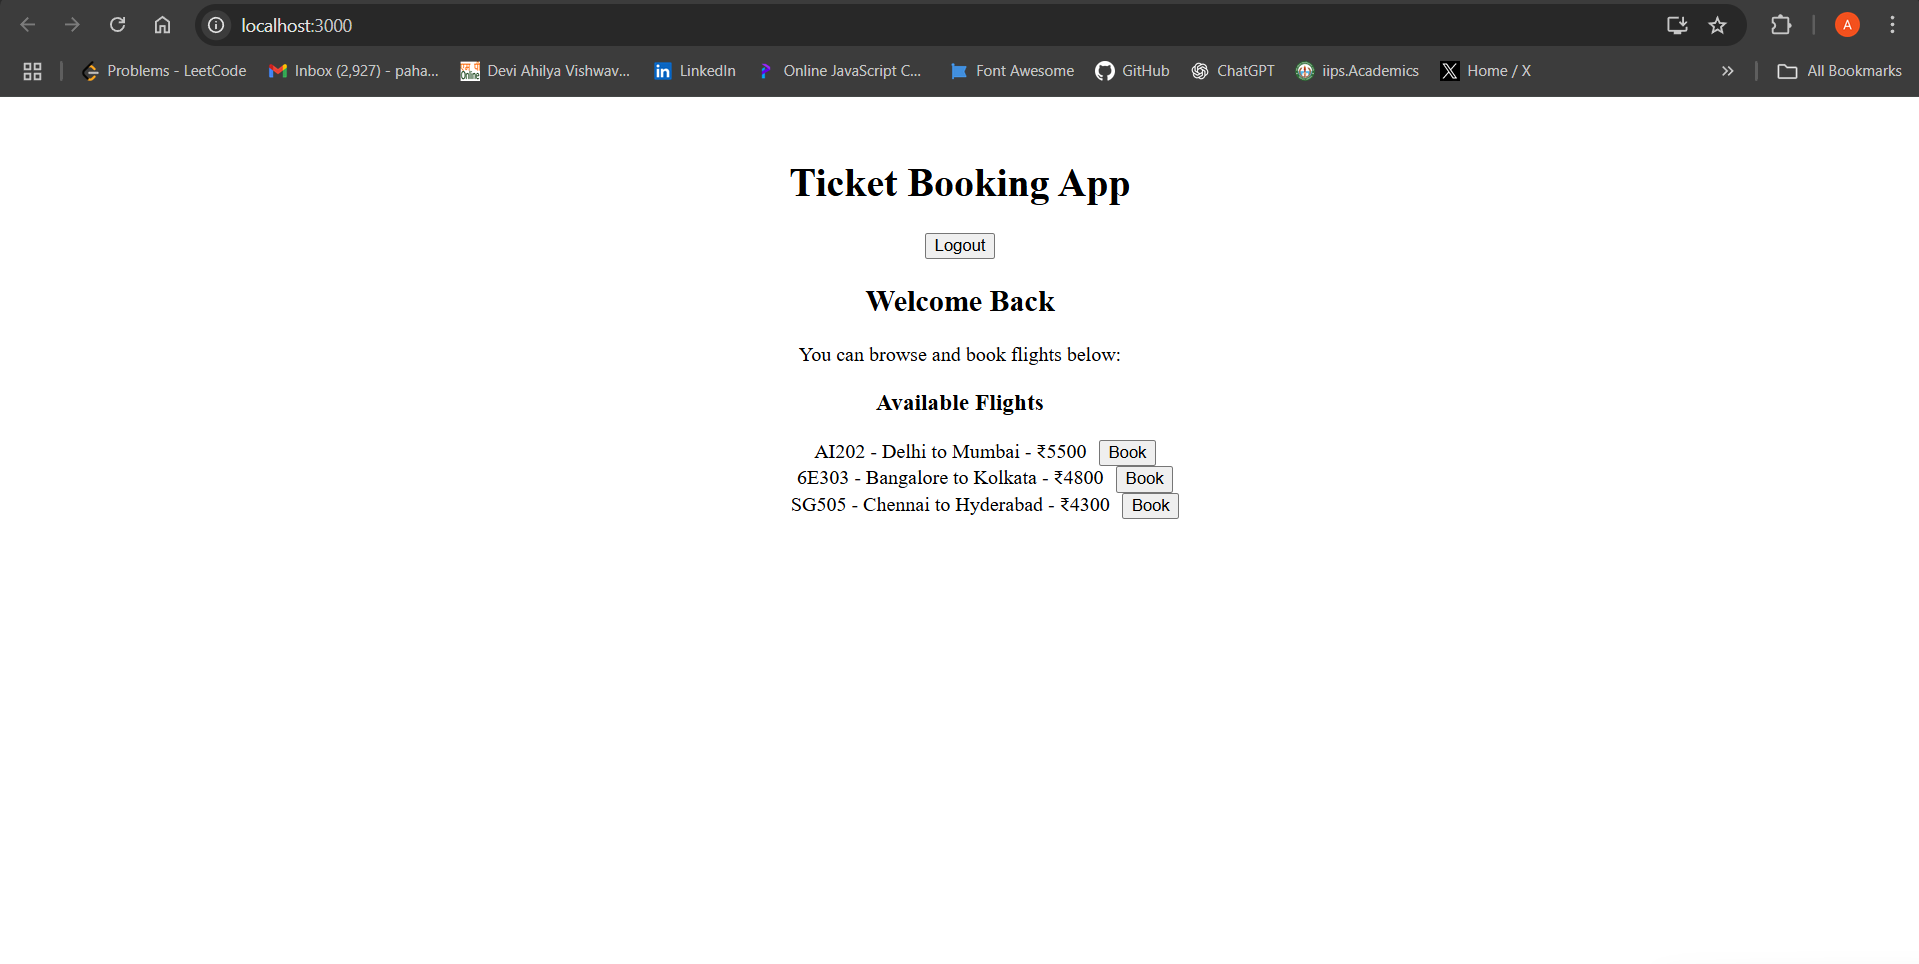 localhost:3000
Problems - LeetCode Inbox (2,927) - paha... Devi Ahilya Vishwav... LinkedIn Online JavaScript C... Font Awesome GitHub ChatGPT iips.Academics Home / X All Bookmarks
Ticket Booking App
Logout
Welcome Back
You can browse and book flights below:
Available Flights
AI202 - Delhi to Mumbai - ₹5500 Book
6E303 - Bangalore to Kolkata - ₹4800 Book
SG505 - Chennai to Hyderabad - ₹4300 Book